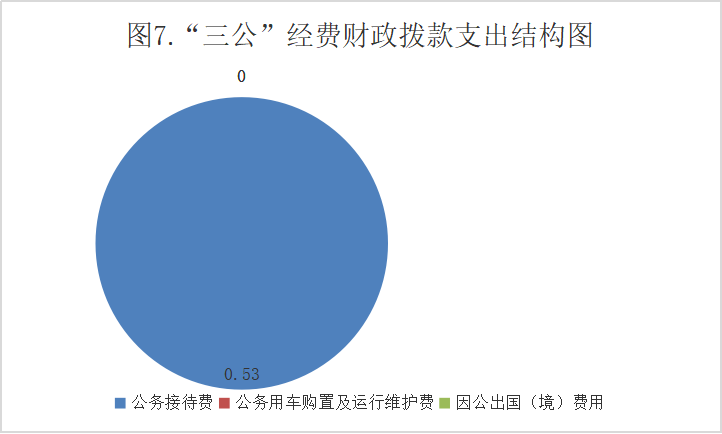 图7.“三公”经费财政拨款支出结构图
0
0.53
公务接待费 公务用车购置及运行维护费 因公出国（境）费用